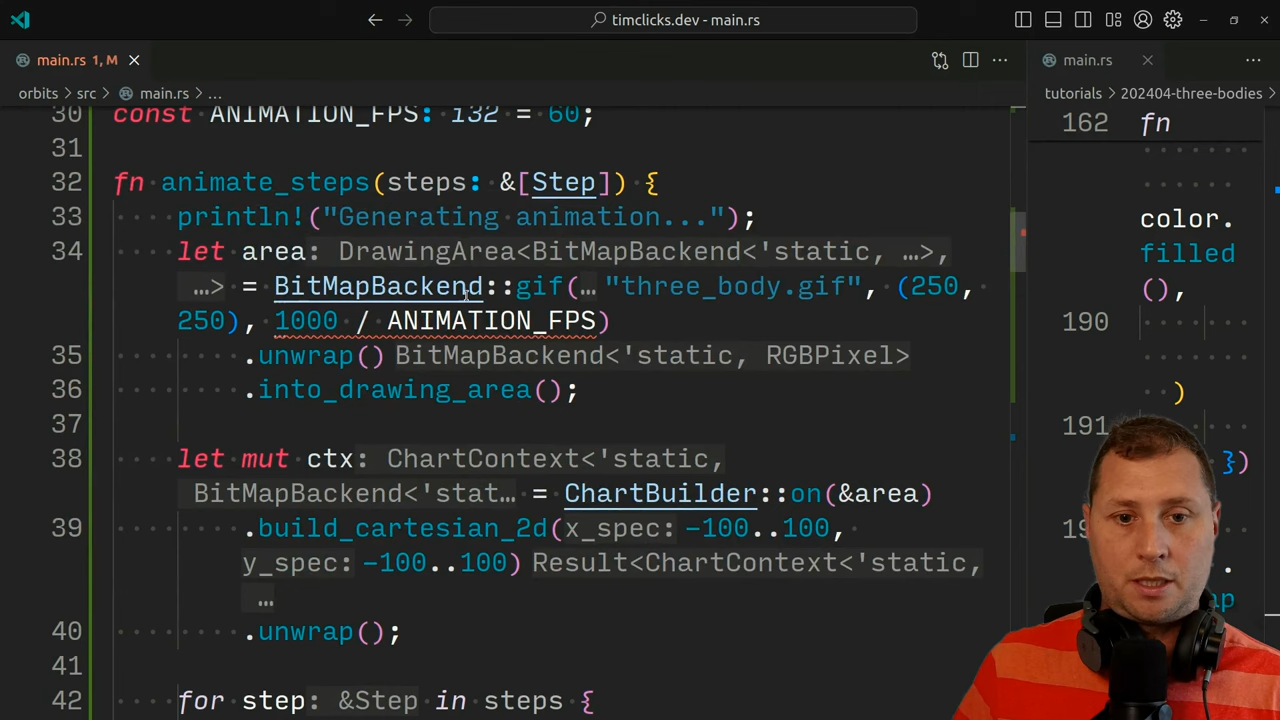 timclicks.dev - main.rs
main.rs 1, M
main.rs
orbits > src > main.rs > ...
tutorials > 202404-three-bodies >
30 const ANIMATION_FPS: i32 = 60;
31
32 fn animate_steps(steps: &[Step]) {
33 println!("Generating animation...");
34 let area: DrawingArea<BitMapBackend<'static, …>,
…> = BitMapBackend::gif(… "three_body.gif", (250,
250), 1000 / ANIMATION_FPS)
35 .unwrap() BitMapBackend<'static, RGBPixel>
36 .into_drawing_area();
37
38 let mut ctx: ChartContext<'static,
BitMapBackend<'stat… = ChartBuilder::on(&area)
39 .build_cartesian_2d(x_spec: -100..100,
y_spec: -100..100) Result<ChartContext<'static,
…
40 .unwrap();
41
42 for step: &Step in steps {
162 fn
color.
filled
(),
190
)
191
})